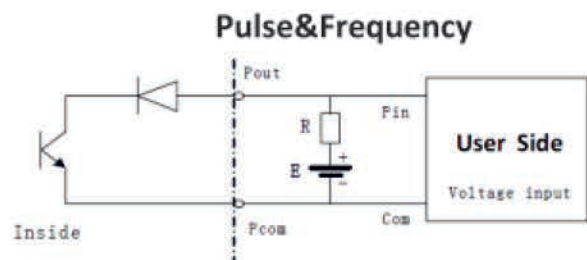 Pulse&Frequency
Pout
R
Pin
+
E
−
User Side
Voltage input
Pcom
Com
Inside